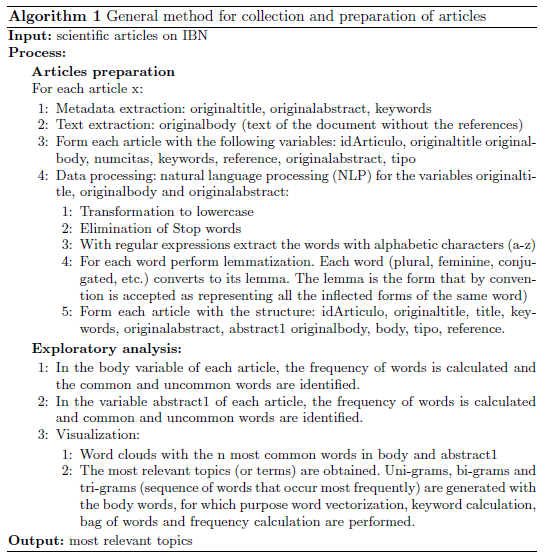 Algorithm 1 General method for collection and preparation of articles
Input: scientific articles on IBN
Process:
Articles preparation
For each article x:
1: Metadata extraction: originaltitle, originalabstract, keywords
2: Text extraction: originalbody (text of the document without the references)
3: Form each article with the following variables: idArticulo, originaltitle original-
body, numcitas, keywords, reference, originalabstract, tipo
4: Data processing: natural language processing (NLP) for the variables originalti-
tle, originalbody and originalabstract:
1: Transformation to lowercase
2: Elimination of Stop words
3: With regular expressions extract the words with alphabetic characters (a-z)
4: For each word perform lemmatization. Each word (plural, feminine, conju-
gated, etc.) converts to its lemma. The lemma is the form that by conven-
tion is accepted as representing all the inflected forms of the same word)
5: Form each article with the structure: idArticulo, originaltitle, title, key-
words, originalabstract, abstract1 originalbody, body, tipo, reference.
Exploratory analysis:
1: In the body variable of each article, the frequency of words is calculated and
the common and uncommon words are identified.
2: In the variable abstract1 of each article, the frequency of words is calculated
and common and uncommon words are identified.
3: Visualization:
1: Word clouds with the n most common words in body and abstract1
2: The most relevant topics (or terms) are obtained. Uni-grams, bi-grams and
tri-grams (sequence of words that occur most frequently) are generated with
the body words, for which purpose word vectorization, keyword calculation,
bag of words and frequency calculation are performed.
Output: most relevant topics